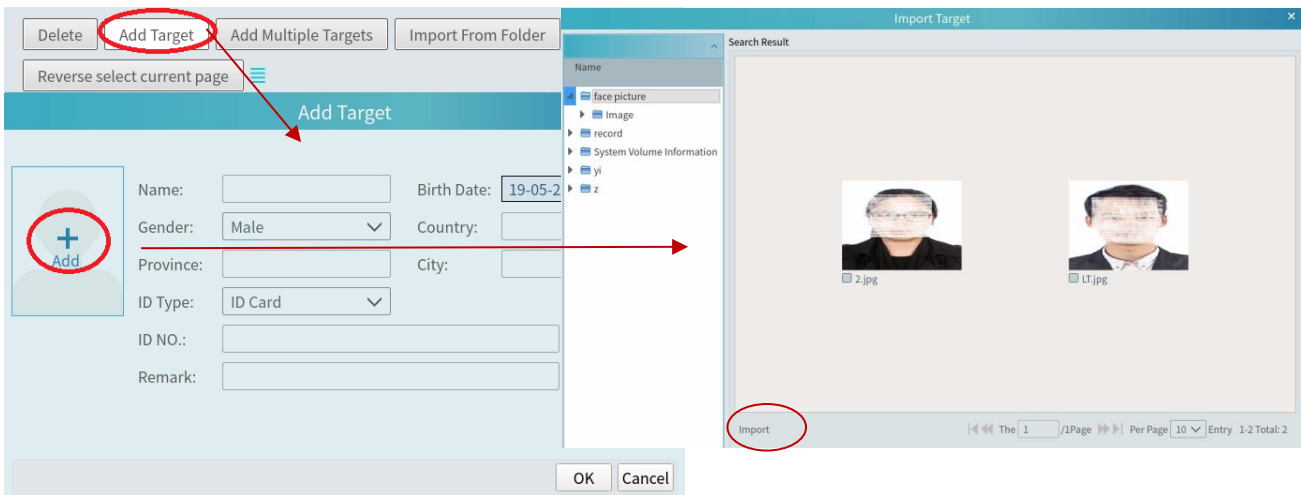 Delete
Add Target
Add Multiple Targets
Import From Folder
Reverse select current page
Add Target
Add
Name:
Birth Date: 19-05-2
Gender: Male
Country:
Province:
City:
ID Type: ID Card
ID NO.:
Remark:
OK
Cancel
Import Target
Name
face picture
Image
record
System Volume Information
yi
z
Search Result
2.jpg
LT.jpg
Import
The 1 /1Page Per Page 10 Entry 1-2 Total: 2